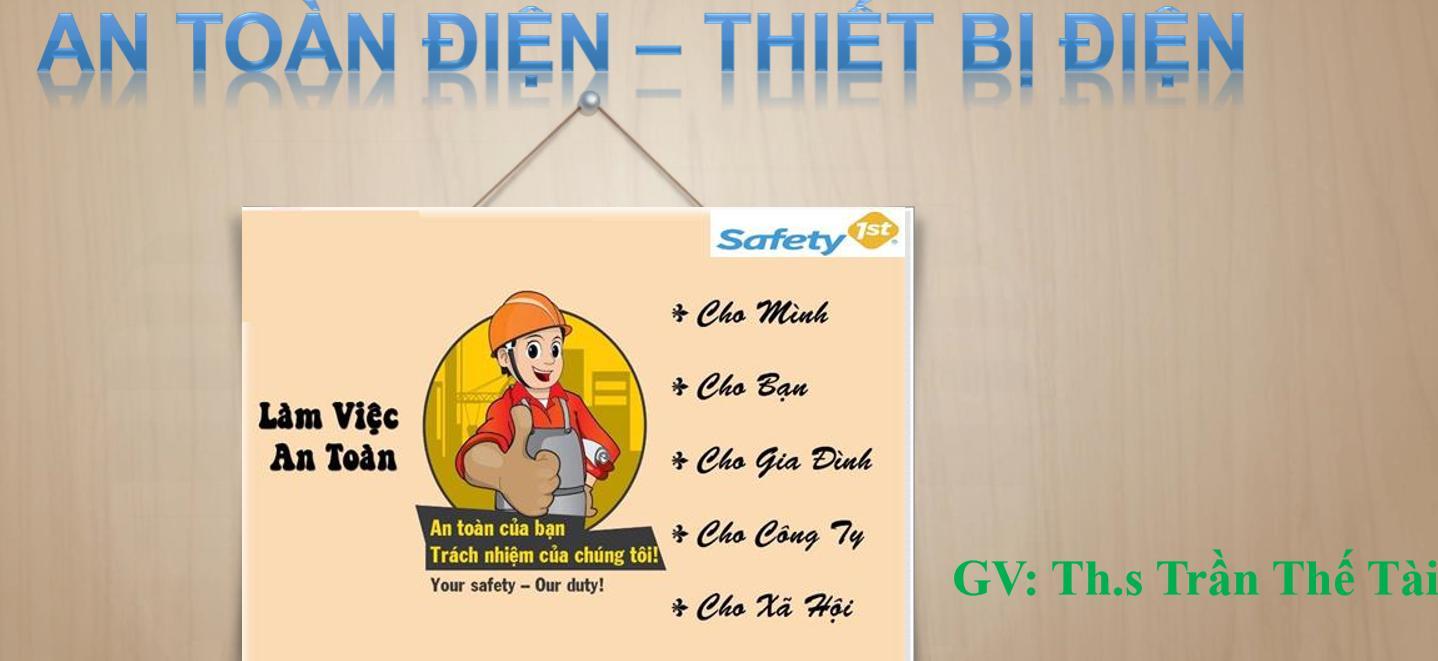 AN TOÀN ĐIỆN – THIẾT BỊ ĐIỆN
Safety 1st
Làm Việc
An Toàn
An toàn của bạn
Trách nhiệm của chúng tôi!
Your safety – Our duty!
Cho Mình
Cho Bạn
Cho Gia Đình
Cho Công Ty
Cho Xã Hội
GV: Th.s Trần Thế Tài